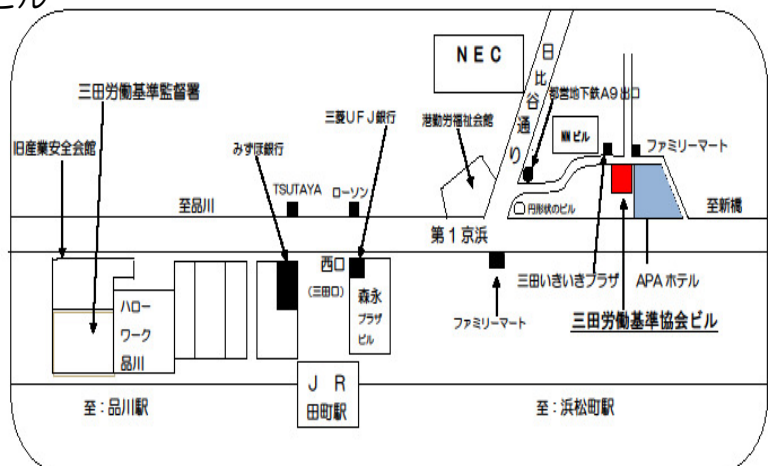 ビル
NEC
日比谷通り
三田労働基準監督署
三菱UFJ銀行
港勤労福祉会館
都営地下鉄A9出口
旧産業安全会館
みずほ銀行
NNビル
ファミリーマート
TSUTAYA
ローソン
至品川
円形状のビル
至新橋
第1京浜
西口
(三田口)
三田いきいきプラザ
APAホテル
森永
プラザ
ビル
ハロー
ワーク
品川
ファミリーマート
三田労働基準協会ビル
JR
田町駅
至:品川駅
至:浜松町駅